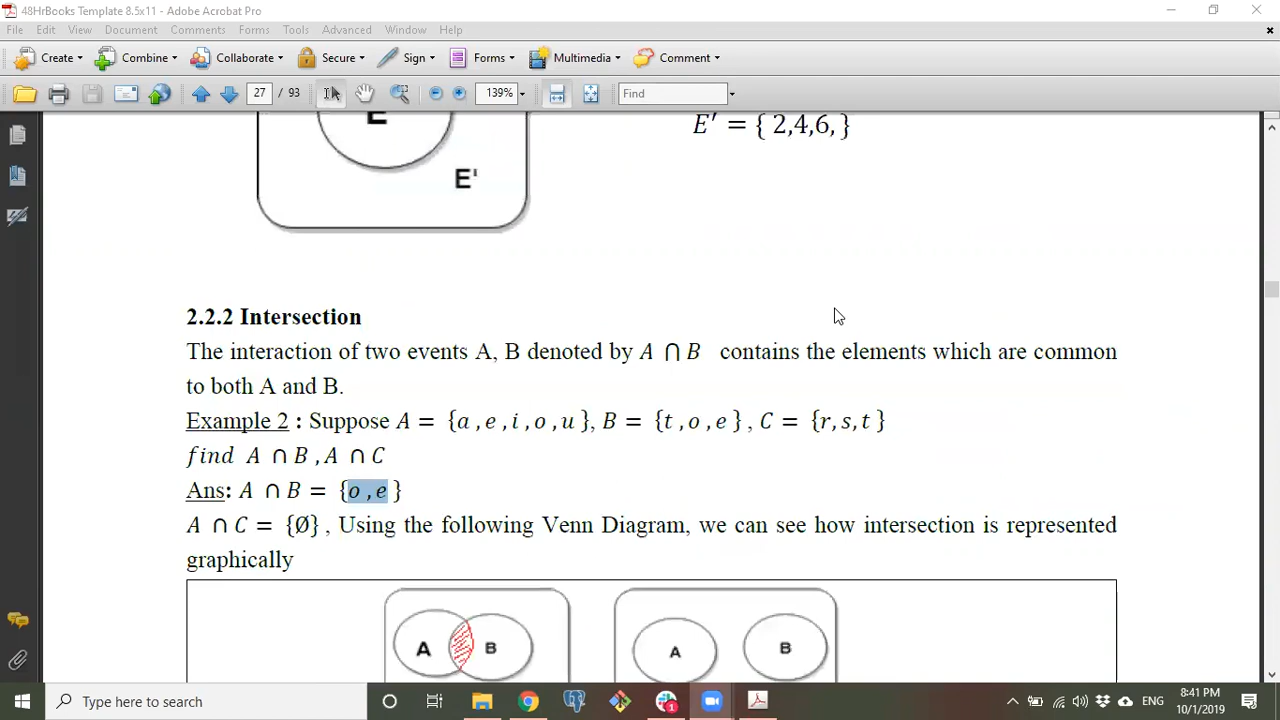 48HrBooks Template 8.5x11 - Adobe Acrobat Pro
File Edit View Document Comments Forms Tools Advanced Window Help
Create Combine Collaborate Secure Sign Forms Multimedia Comment
27 / 93 139% Find
E
E' = { 2,4,6, }
E'
2.2.2 Intersection
The interaction of two events A, B denoted by A ∩ B contains the elements which are common
to both A and B.
Example 2 : Suppose A = {a ,e ,i ,o ,u }, B = {t ,o ,e } , C = {r, s, t }
find A ∩ B , A ∩ C
Ans: A ∩ B = {o ,e }
A ∩ C = {Ø} , Using the following Venn Diagram, we can see how intersection is represented
graphically
A B A B
Type here to search
1
ENG
8:41 PM
10/1/2019